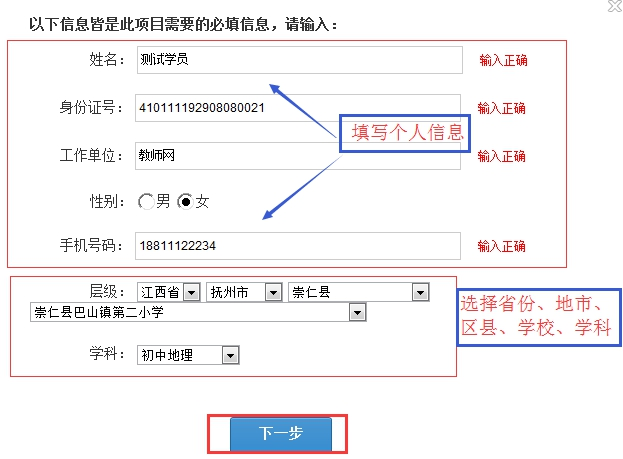 以下信息皆是此项目需要的必填信息，请输入：
姓名： 测试学员 输入正确
身份证号： 410111192908080021 输入正确
填写个人信息
工作单位： 教师网 输入正确
性别： 男 女
手机号码： 18811122234 输入正确
层级： 江西省 抚州市 崇仁县
选择省份、地市、
崇仁县巴山镇第二小学
区县、学校、学科
学科： 初中地理
下一步